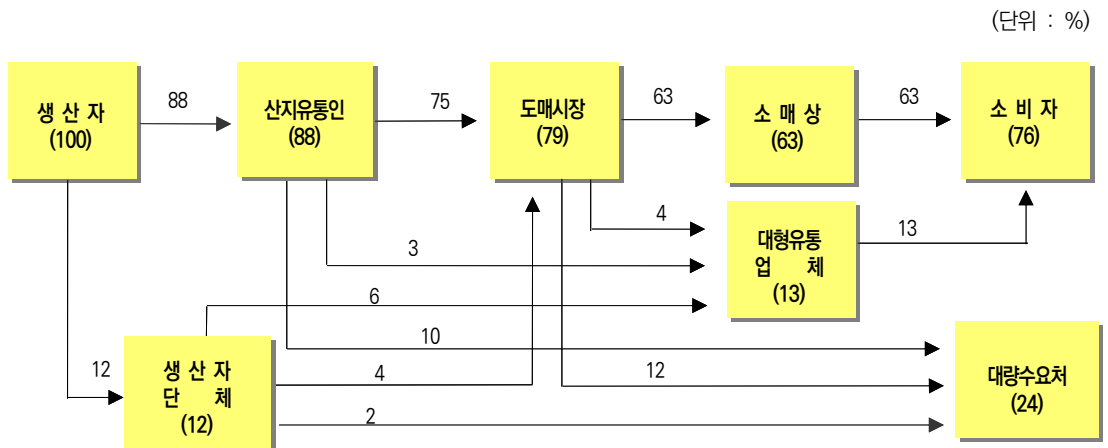 (단위 : %)
생 산 자
(100)
88
산지유통인
(88)
75
도매시장
(79)
63
소 매 상
(63)
63
소 비 자
(76)
4
대형유통
업 체
(13)
13
3
6
10
12
생 산 자
단 체
(12)
4
12
2
대량수요처
(24)